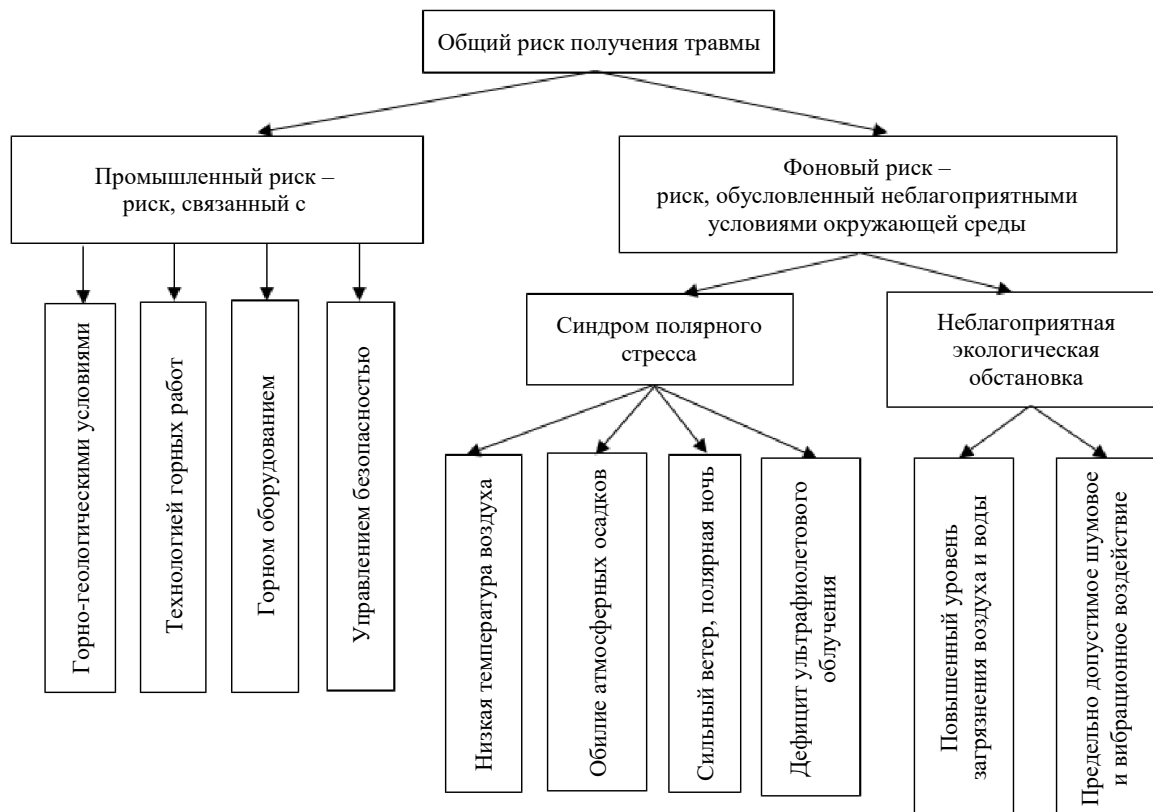 Общий риск получения травмы
Промышленный риск –
риск, связанный с
Фоновый риск –
риск, обусловленный неблагоприятными
условиями окружающей среды
Горно-геологическими условиями
Технологией горных работ
Горном оборудованием
Управлением безопасностью
Синдром полярного
стресса
Неблагоприятная
экологическая
обстановка
Низкая температура воздуха
Обилие атмосферных осадков
Сильный ветер, полярная ночь
Дефицит ультрафиолетового
облучения
Повышенный уровень
загрязнения воздуха и воды
Предельно допустимое шумовое
и вибрационное воздействие